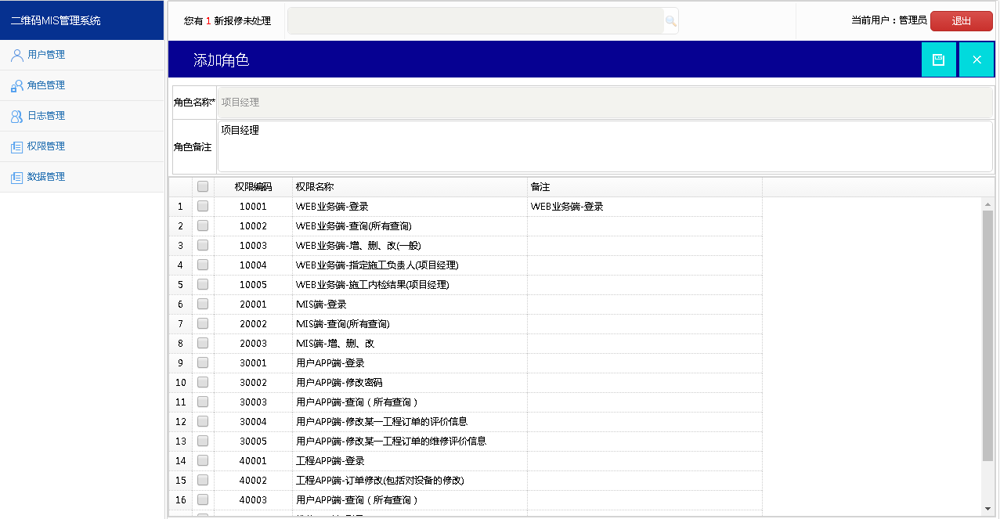 二维码MIS管理系统
您有 1 新报修未处理
当前用户：管理员 退出
用户管理
角色管理
日志管理
权限管理
数据管理
添加角色
角色名称* 项目经理
角色备注 项目经理
权限编码 权限名称 备注
1 10001 WEB业务端-登录 WEB业务端-登录
2 10002 WEB业务端-查询(所有查询)
3 10003 WEB业务端-增、删、改(一般)
4 10004 WEB业务端-指定施工负责人(项目经理)
5 10005 WEB业务端-施工内检结果(项目经理)
6 20001 MIS端-登录
7 20002 MIS端-查询(所有查询)
8 20003 MIS端-增、删、改
9 30001 用户APP端-登录
10 30002 用户APP端-修改密码
11 30003 用户APP端-查询（所有查询）
12 30004 用户APP端-修改某一工程订单的评价信息
13 30005 用户APP端-修改某一工程订单的维修评价信息
14 40001 工程APP端-登录
15 40002 工程APP端-订单修改(包括对设备的修改)
16 40003 用户APP端-查询（所有查询）